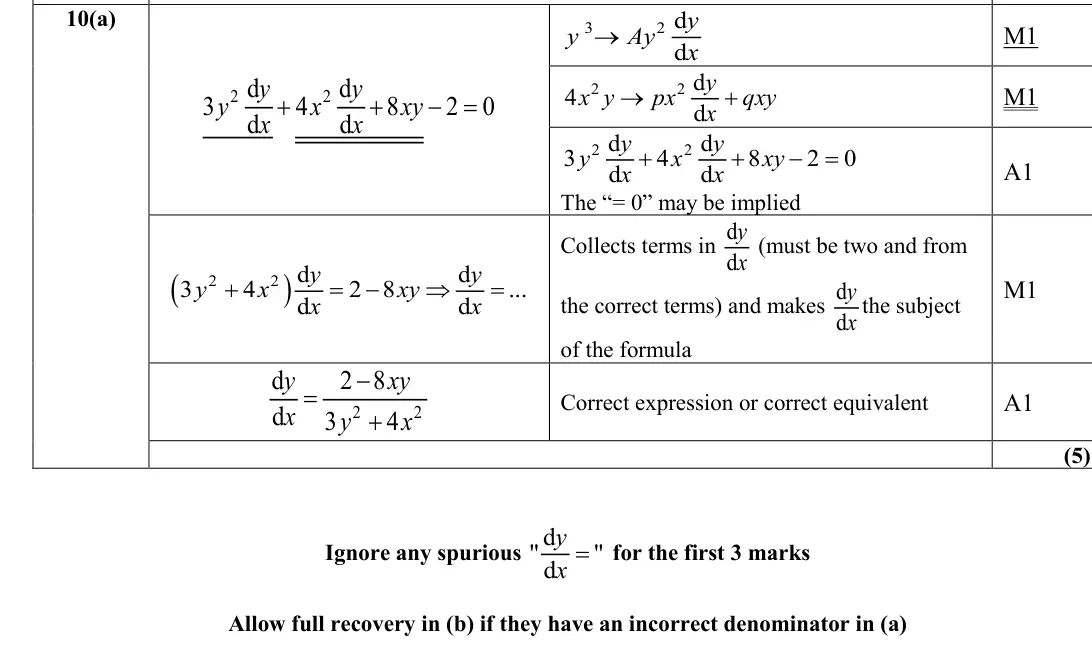 10(a)
y³ → Ay² dy/dx
M1
3y² dy/dx + 4x² dy/dx + 8xy − 2 = 0
4x²y → px² dy/dx + qxy
M1
3y² dy/dx + 4x² dy/dx + 8xy − 2 = 0
The “= 0” may be implied
A1
(3y² + 4x²) dy/dx = 2 − 8xy ⇒ dy/dx = ...
Collects terms in dy/dx (must be two and from
the correct terms) and makes dy/dx the subject
of the formula
M1
dy/dx = (2 − 8xy)/(3y² + 4x²)
Correct expression or correct equivalent
A1
(5)
Ignore any spurious "dy/dx =" for the first 3 marks
Allow full recovery in (b) if they have an incorrect denominator in (a)